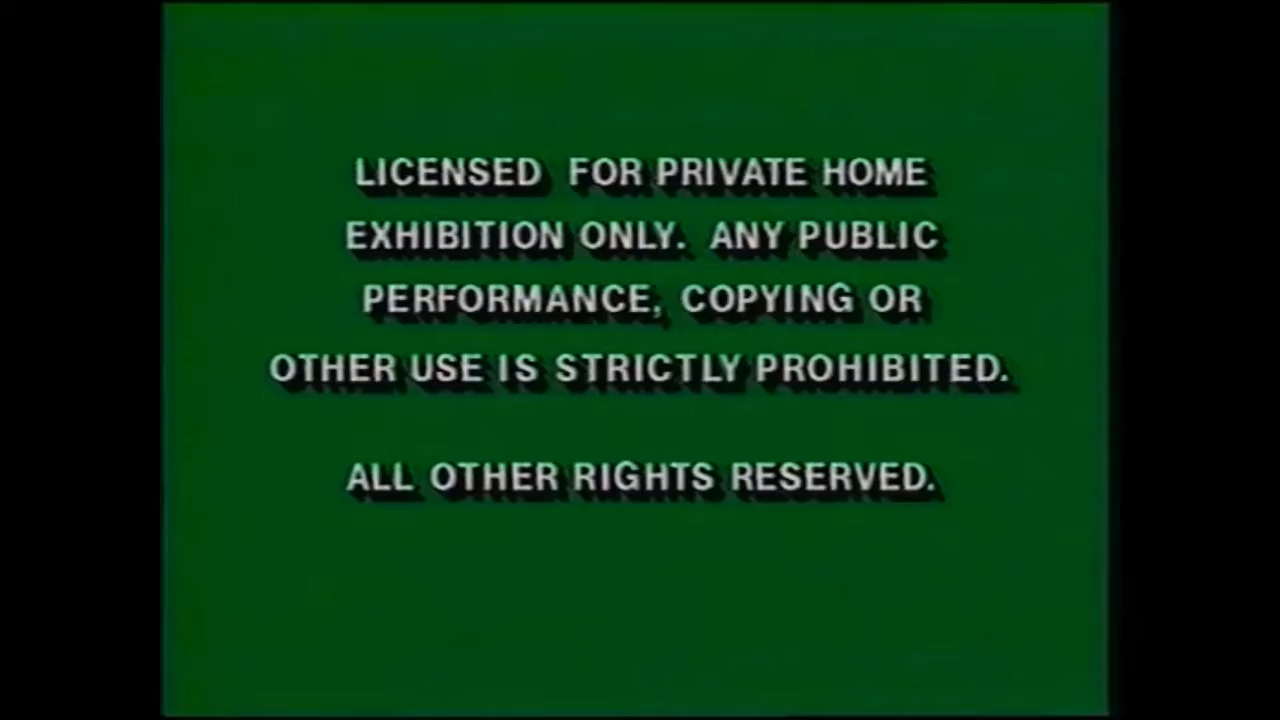 LICENSED FOR PRIVATE HOME
EXHIBITION ONLY. ANY PUBLIC
PERFORMANCE, COPYING OR
OTHER USE IS STRICTLY PROHIBITED.
ALL OTHER RIGHTS RESERVED.